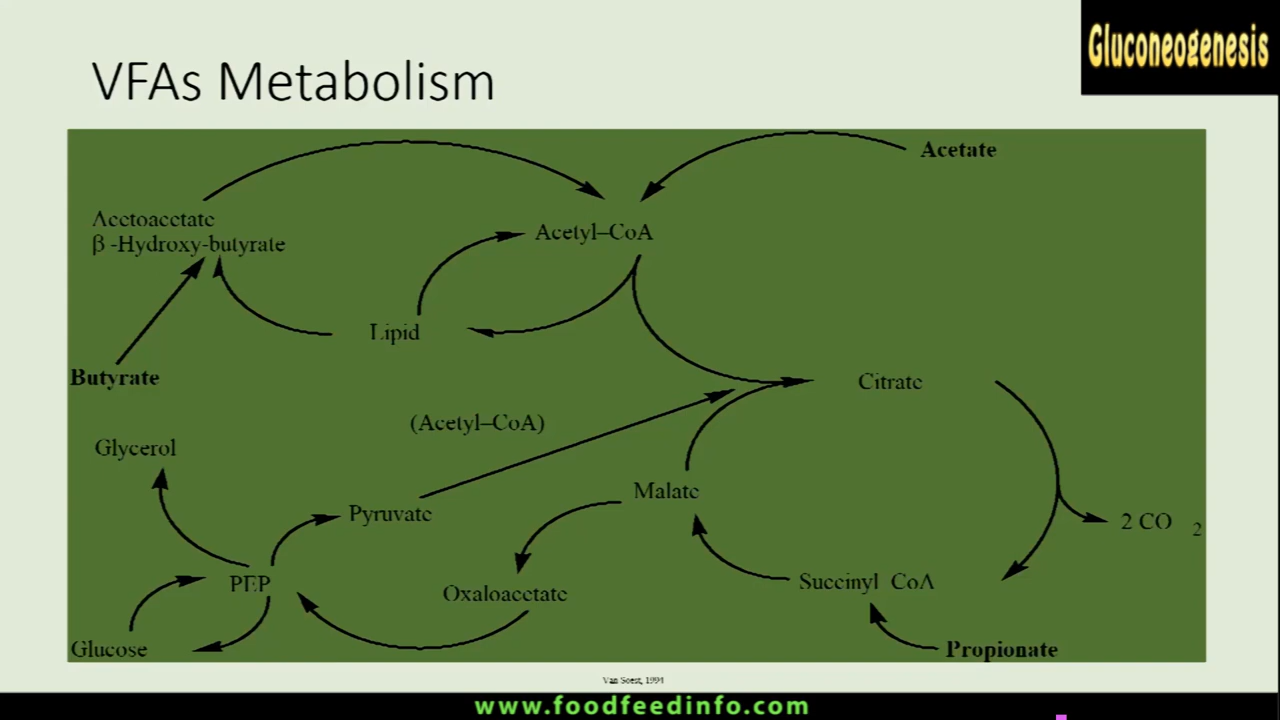 Gluconeogenesis
VFAs Metabolism
Acetate
Acetoacetate
β -Hydroxy-butyrate
Acetyl–CoA
Lipid
Butyrate
Citrate
(Acetyl–CoA)
Glycerol
Malate
Pyruvate
2 CO 2
PEP
Oxaloacetate
Succinyl CoA
Glucose
Propionate
Van Soest, 1994
www.foodfeedinfo.com